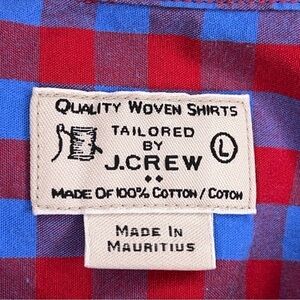 QUALITY WOVEN SHIRTS
TAILORED
BY
J.CREW
L
MADE OF 100% COTTON / COTON
MADE IN
MAURITIUS